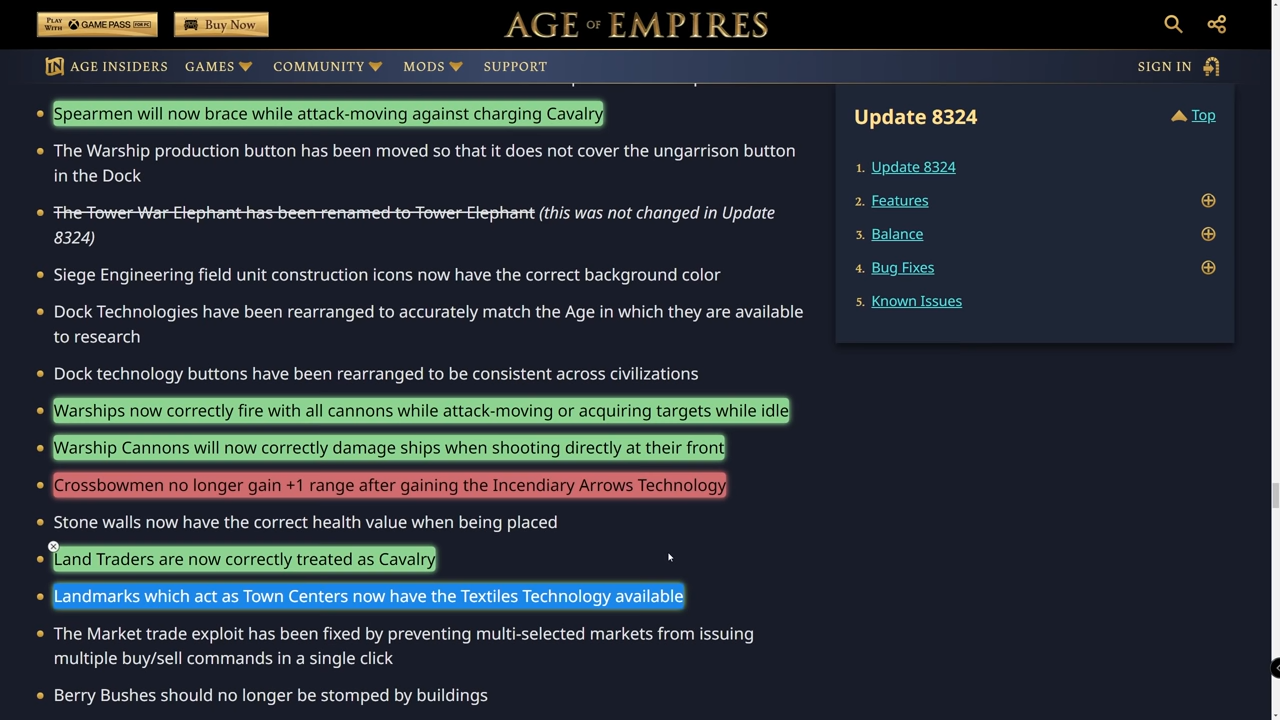 PLAY WITH XBOX GAME PASS FOR PC
Buy Now
AGE OF EMPIRES
AGE INSIDERS
GAMES
COMMUNITY
MODS
SUPPORT
SIGN IN
Spearmen will now brace while attack-moving against charging Cavalry
The Warship production button has been moved so that it does not cover the ungarrison button
in the Dock
The Tower War Elephant has been renamed to Tower Elephant (this was not changed in Update
8324)
Siege Engineering field unit construction icons now have the correct background color
Dock Technologies have been rearranged to accurately match the Age in which they are available
to research
Dock technology buttons have been rearranged to be consistent across civilizations
Warships now correctly fire with all cannons while attack-moving or acquiring targets while idle
Warship Cannons will now correctly damage ships when shooting directly at their front
Crossbowmen no longer gain +1 range after gaining the Incendiary Arrows Technology
Stone walls now have the correct health value when being placed
Land Traders are now correctly treated as Cavalry
Landmarks which act as Town Centers now have the Textiles Technology available
The Market trade exploit has been fixed by preventing multi-selected markets from issuing
multiple buy/sell commands in a single click
Berry Bushes should no longer be stomped by buildings
Update 8324
Top
1. Update 8324
2. Features
3. Balance
4. Bug Fixes
5. Known Issues